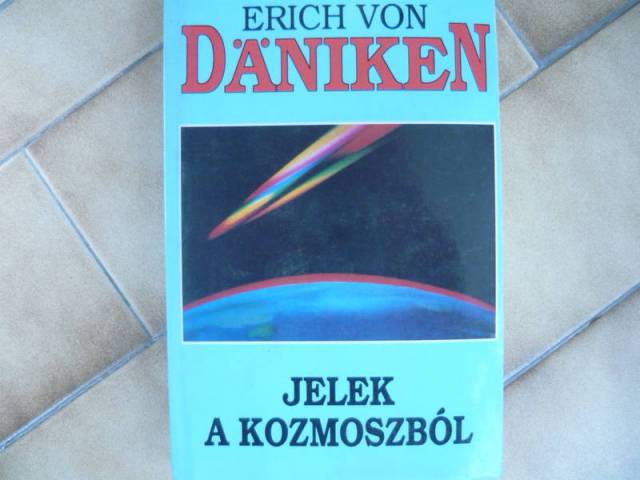 ERICH VON
DÄNIKEN
JELEK
A KOZMOSZBÓL